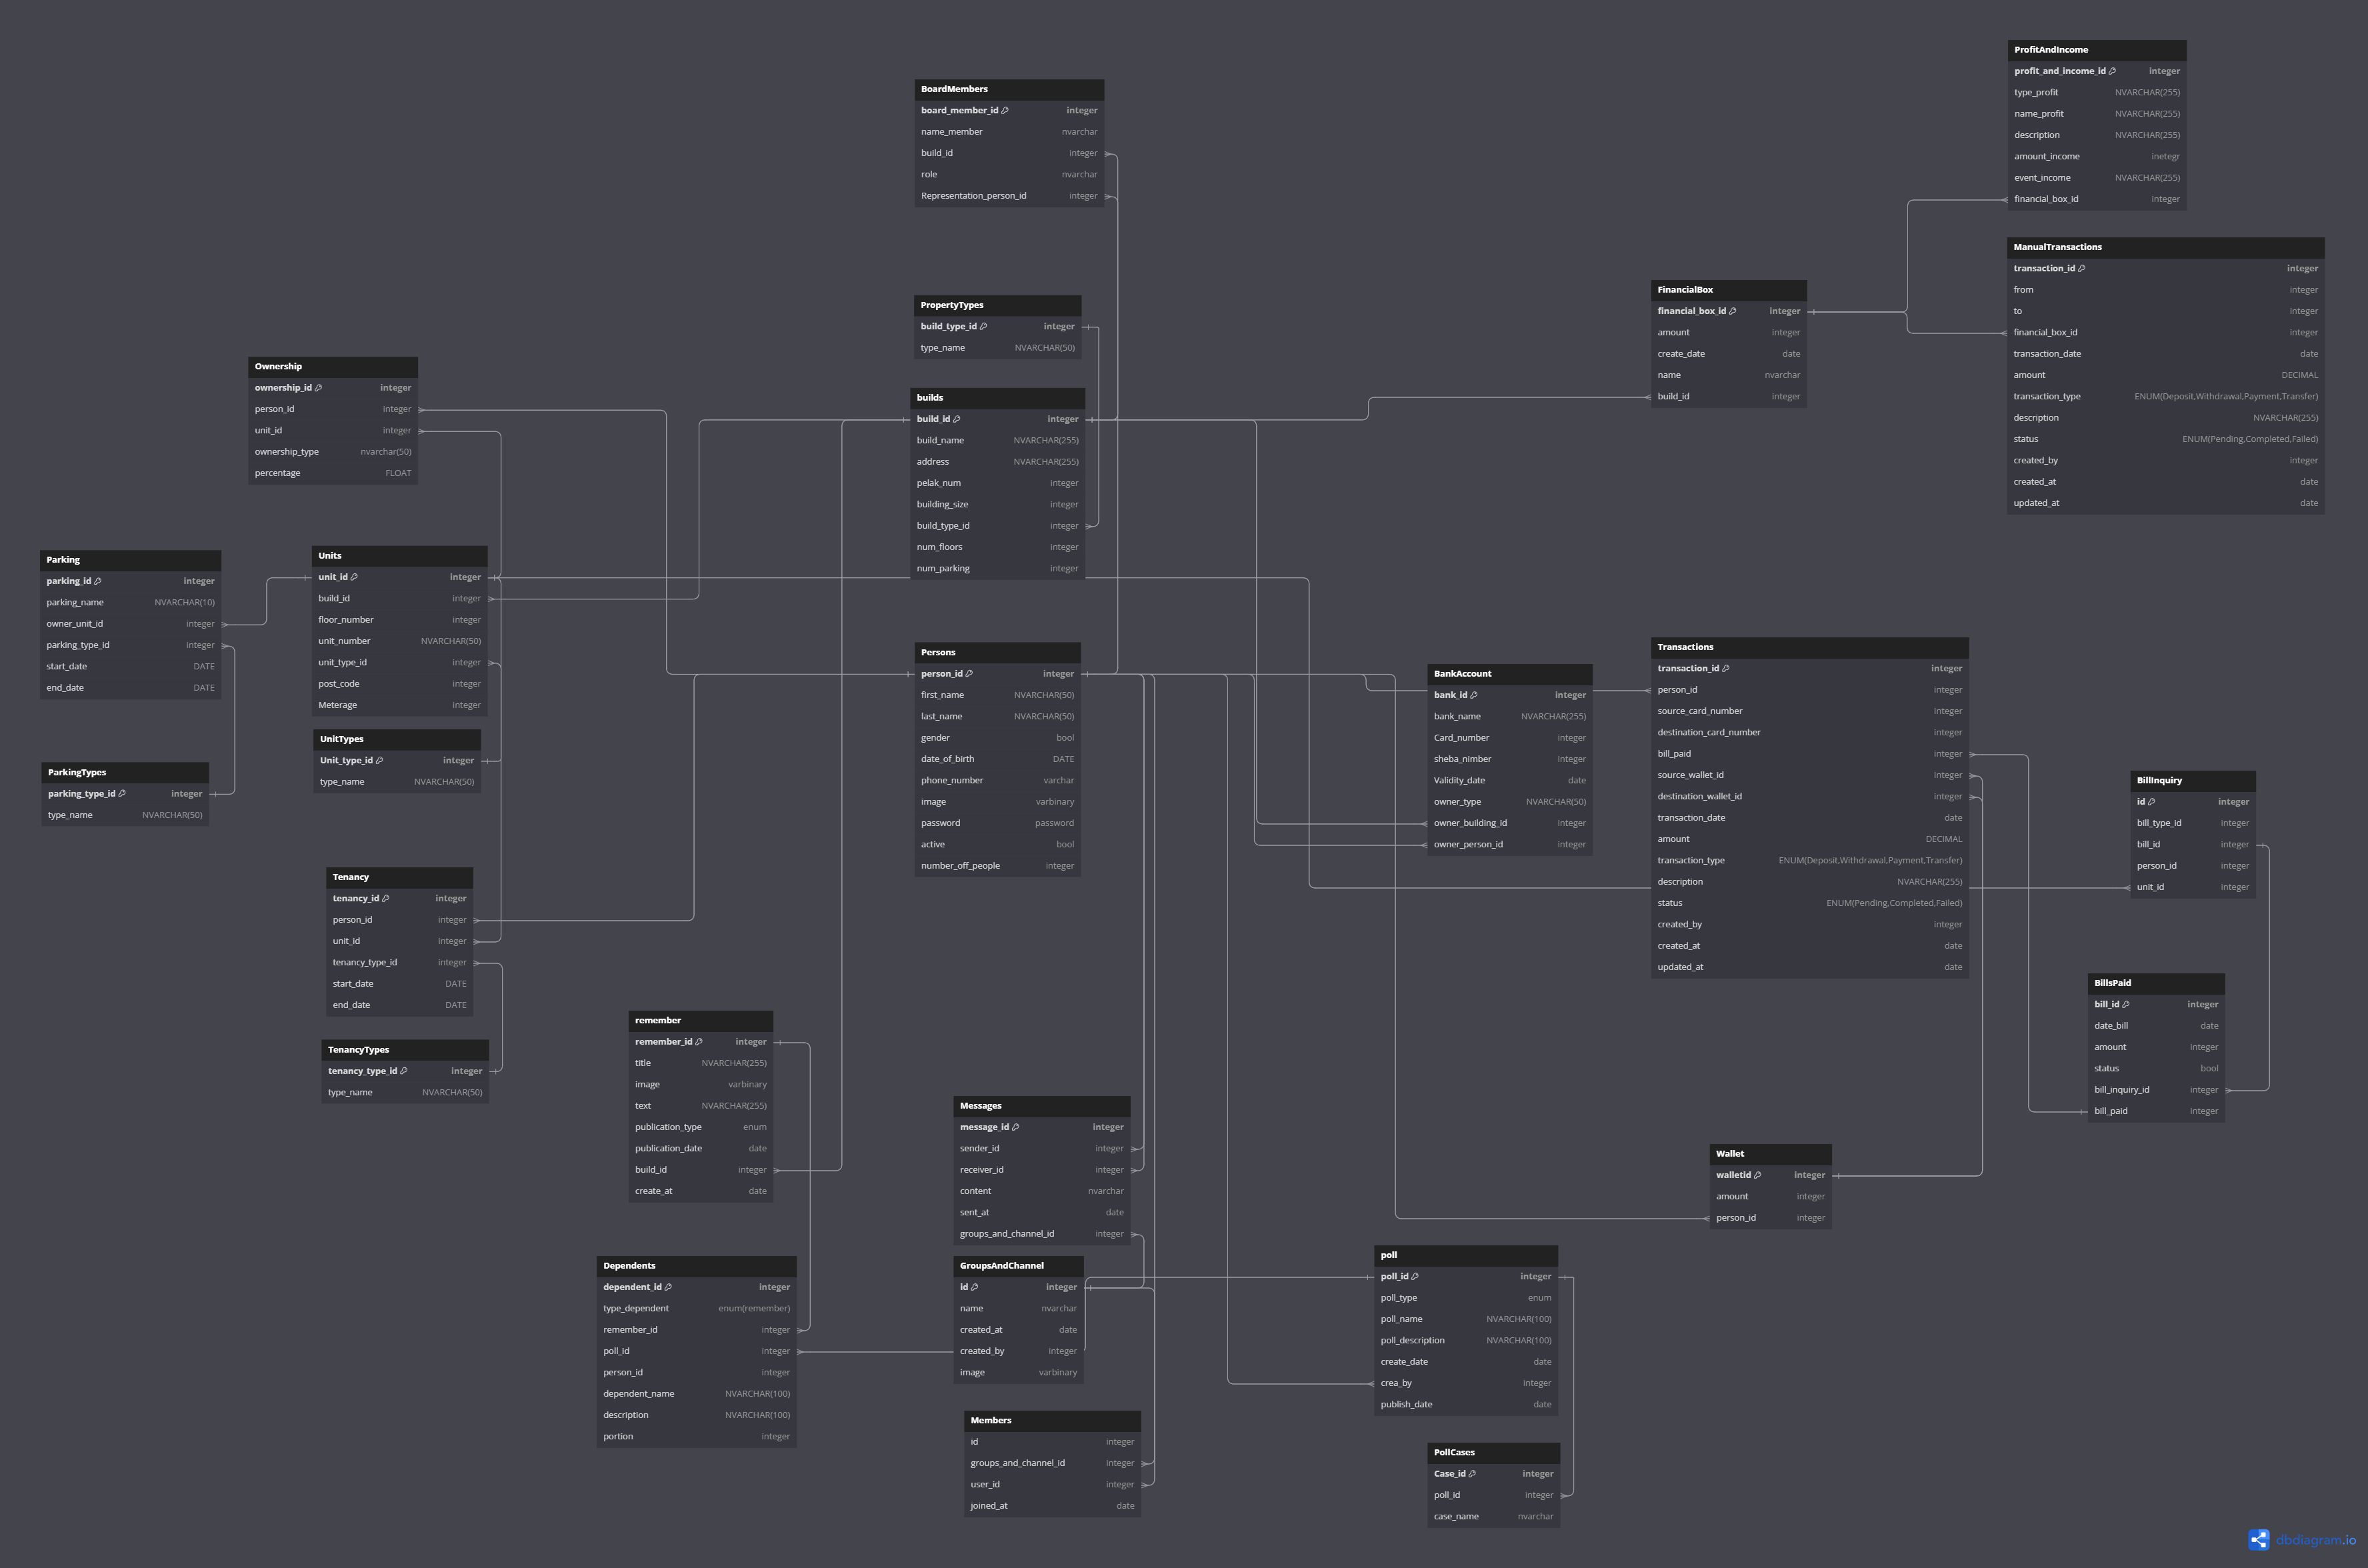 ProfitAndIncome
profit_and_income_id integer
type_profit NVARCHAR(255)
name_profit NVARCHAR(255)
description NVARCHAR(255)
amount_income inetegr
event_income NVARCHAR(255)
financial_box_id integer
BoardMembers
board_member_id integer
name_member nvarchar
build_id integer
role nvarchar
Representation_person_id integer
ManualTransactions
transaction_id integer
from integer
to integer
financial_box_id integer
transaction_date date
amount DECIMAL
transaction_type ENUM(Deposit,Withdrawal,Payment,Transfer)
description NVARCHAR(255)
status ENUM(Pending,Completed,Failed)
created_by integer
created_at date
updated_at date
FinancialBox
financial_box_id integer
amount integer
create_date date
name nvarchar
build_id integer
PropertyTypes
build_type_id integer
type_name NVARCHAR(50)
Ownership
ownership_id integer
person_id integer
unit_id integer
ownership_type nvarchar(50)
percentage FLOAT
builds
build_id integer
build_name NVARCHAR(255)
address NVARCHAR(255)
pelak_num integer
building_size integer
build_type_id integer
num_floors integer
num_parking integer
Parking
parking_id integer
parking_name NVARCHAR(10)
owner_unit_id integer
parking_type_id integer
start_date DATE
end_date DATE
Units
unit_id integer
build_id integer
floor_number integer
unit_number NVARCHAR(50)
unit_type_id integer
post_code integer
Meterage integer
UnitTypes
Unit_type_id integer
type_name NVARCHAR(50)
ParkingTypes
parking_type_id integer
type_name NVARCHAR(50)
Persons
person_id integer
first_name NVARCHAR(50)
last_name NVARCHAR(50)
gender bool
date_of_birth DATE
phone_number varchar
image varbinary
password password
active bool
number_off_people integer
BankAccount
bank_id integer
bank_name NVARCHAR(255)
Card_number integer
sheba_nimber integer
Validity_date date
owner_type NVARCHAR(50)
owner_building_id integer
owner_person_id integer
Transactions
transaction_id integer
person_id integer
source_card_number integer
destination_card_number integer
bill_paid integer
source_wallet_id integer
destination_wallet_id integer
transaction_date date
amount DECIMAL
transaction_type ENUM(Deposit,Withdrawal,Payment,Transfer)
description NVARCHAR(255)
status ENUM(Pending,Completed,Failed)
created_by integer
created_at date
updated_at date
BillInquiry
id integer
bill_type_id integer
bill_id integer
person_id integer
unit_id integer
Tenancy
tenancy_id integer
person_id integer
unit_id integer
tenancy_type_id integer
start_date DATE
end_date DATE
TenancyTypes
tenancy_type_id integer
type_name NVARCHAR(50)
BillsPaid
bill_id integer
date_bill date
amount integer
status bool
bill_inquiry_id integer
bill_paid integer
remember
remember_id integer
title NVARCHAR(255)
image varbinary
text NVARCHAR(255)
publication_type enum
publication_date date
build_id integer
create_at date
Messages
message_id integer
sender_id integer
receiver_id integer
content nvarchar
sent_at date
groups_and_channel_id integer
Wallet
walletid integer
amount integer
person_id integer
Dependents
dependent_id integer
type_dependent enum(remember)
remember_id integer
poll_id integer
person_id integer
dependent_name NVARCHAR(100)
description NVARCHAR(100)
portion integer
GroupsAndChannel
id integer
name nvarchar
created_at date
created_by integer
image varbinary
poll
poll_id integer
poll_type enum
poll_name NVARCHAR(100)
poll_description NVARCHAR(100)
create_date date
crea_by integer
publish_date date
Members
id integer
groups_and_channel_id integer
user_id integer
joined_at date
PollCases
Case_id integer
poll_id integer
case_name nvarchar
dbdiagram.io